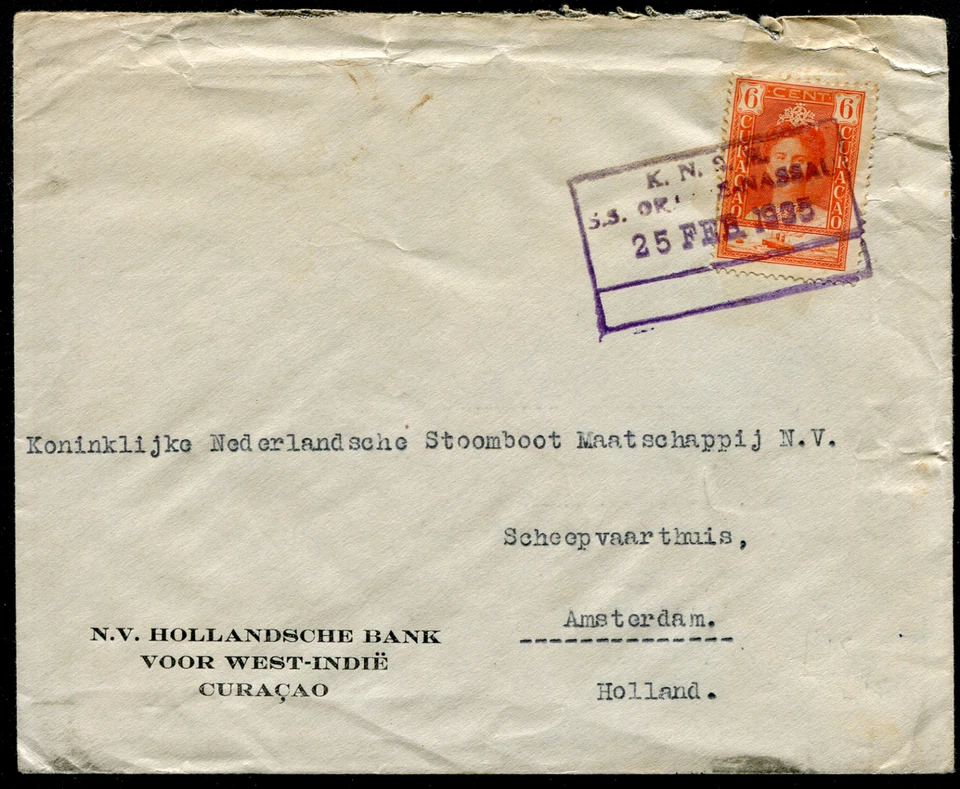 6 CENT 6
CURAÇAO CURAÇAO
K. N. S. M.
S.S. NASSAU
25 FEB 1935
Koninklijke Nederlandsche Stoomboot Maatschappij N.V.
Scheepvaarthuis,
Amsterdam.
Holland.
N.V. HOLLANDSCHE BANK
VOOR WEST-INDIË
CURAÇAO